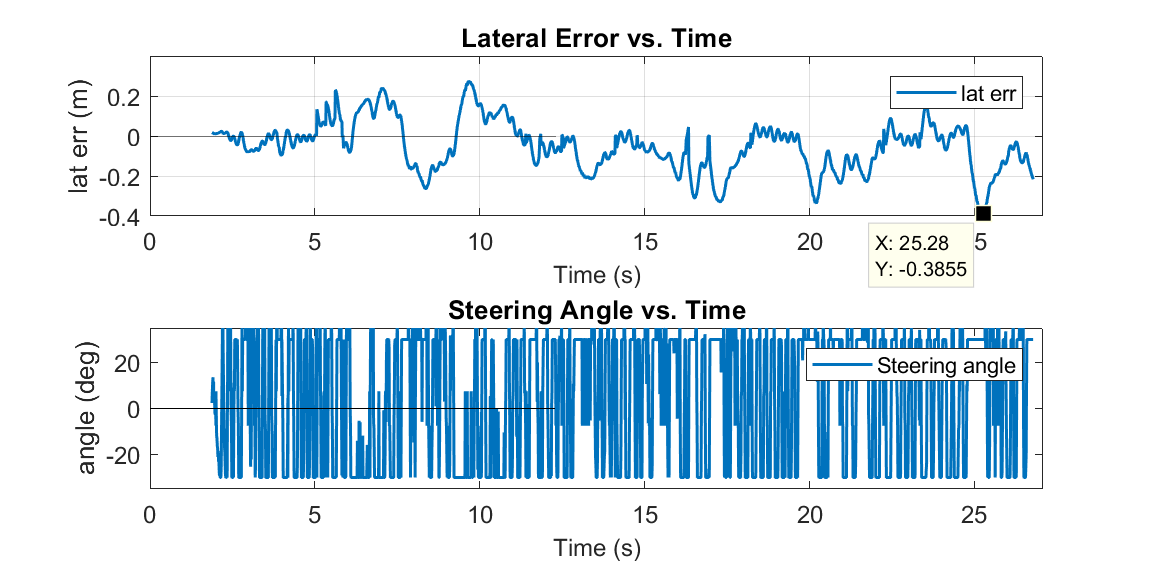 Lateral Error vs. Time
lat err (m)
0.2
0
-0.2
-0.4
lat err
0 5 10 15 20 5
X: 25.28
Y: -0.3855
Time (s)
Steering Angle vs. Time
angle (deg)
20
0
-20
Steering angle
0 5 10 15 20 25
Time (s)